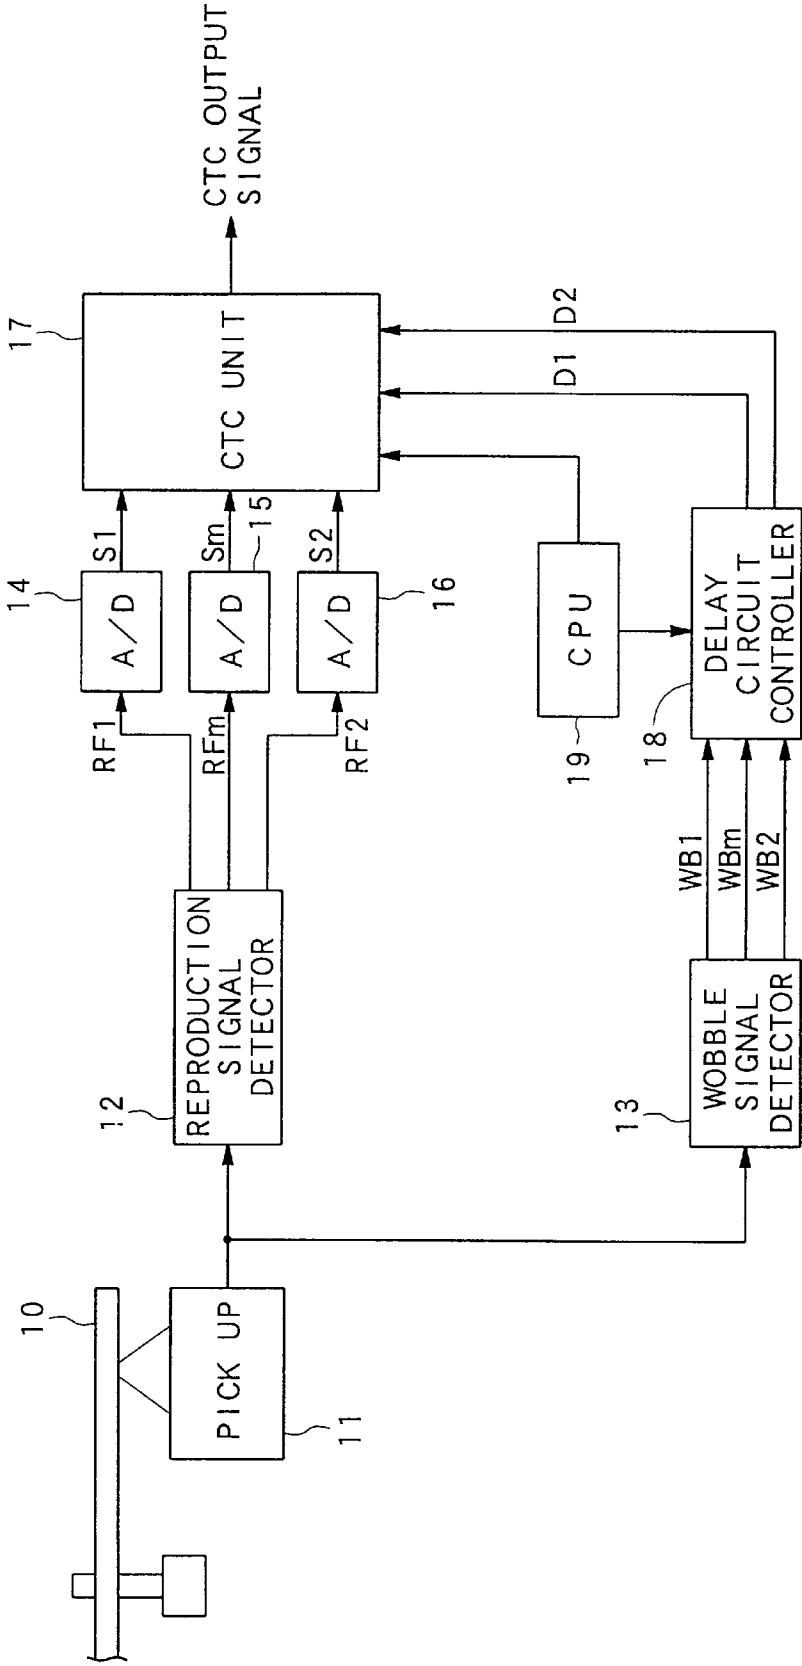 10
PICK UP
11
12
REPRODUCTION
SIGNAL
DETECTOR
RF1
RFm
RF2
14
A/D
A/D
15
A/D
16
S1
Sm
S2
17
CTC UNIT
CTC OUTPUT
SIGNAL
13
WOBBLE
SIGNAL
DETECTOR
WB1
WBm
WB2
18
DELAY
CIRCUIT
CONTROLLER
19
CPU
D1
D2